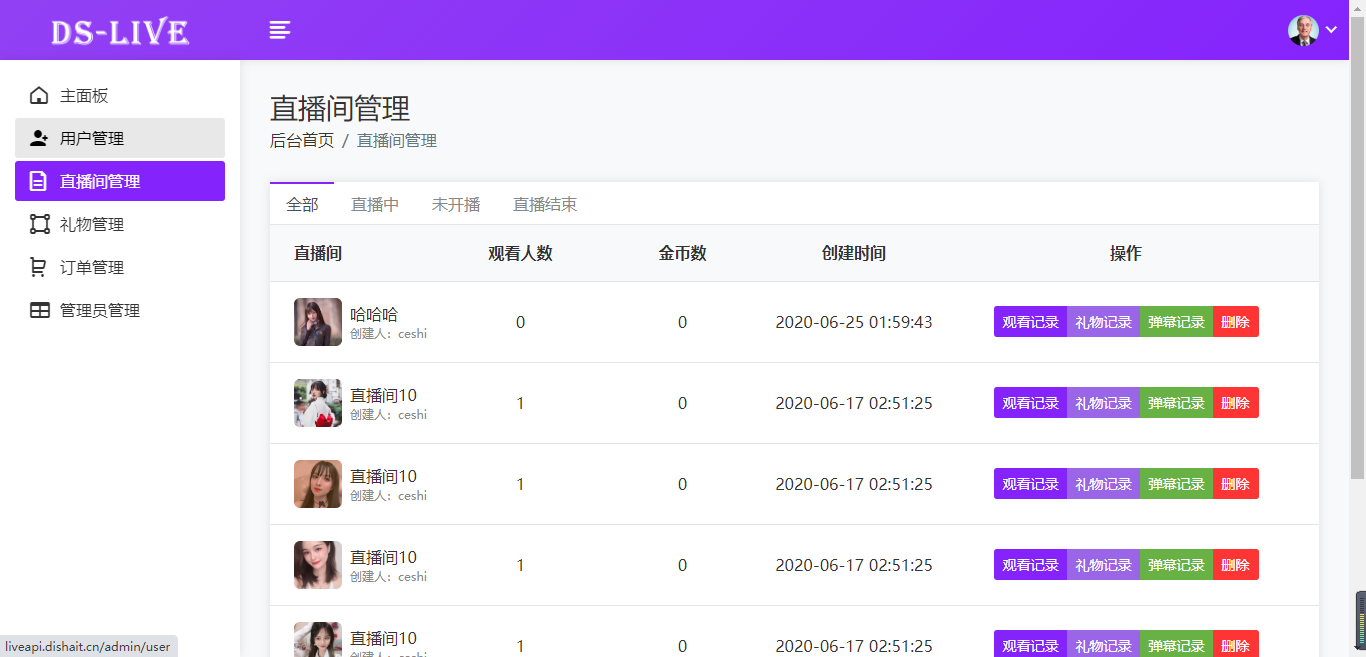 DS-LIVE
主面板
用户管理
直播间管理
礼物管理
订单管理
管理员管理
直播间管理
后台首页 / 直播间管理
全部 直播中 未开播 直播结束
直播间 观看人数 金币数 创建时间 操作
哈哈哈
创建人：ceshi
0 0 2020-06-25 01:59:43 观看记录 礼物记录 弹幕记录 删除
直播间10
创建人：ceshi
1 0 2020-06-17 02:51:25 观看记录 礼物记录 弹幕记录 删除
直播间10
创建人：ceshi
1 0 2020-06-17 02:51:25 观看记录 礼物记录 弹幕记录 删除
直播间10
创建人：ceshi
1 0 2020-06-17 02:51:25 观看记录 礼物记录 弹幕记录 删除
直播间10
创建人：ceshi
1 0 2020-06-17 02:51:25 观看记录 礼物记录 弹幕记录 删除
liveapi.dishait.cn/admin/user